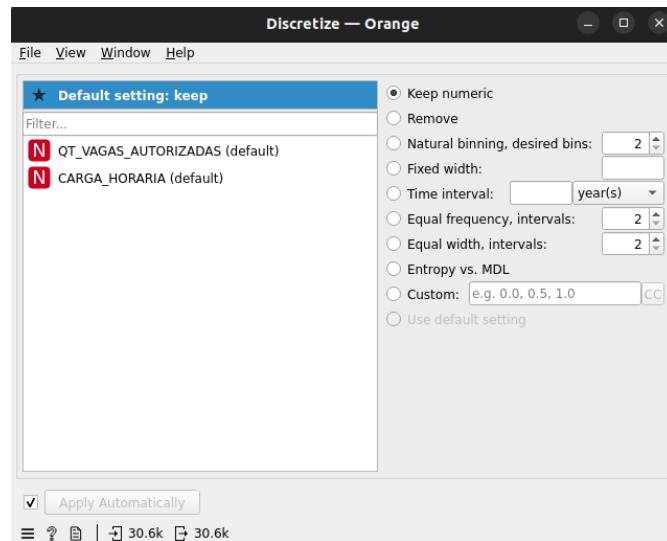 Discretize — Orange
File View Window Help
★ Default setting: keep
Filter...
N QT_VAGAS_AUTORIZADAS (default)
N CARGA_HORARIA (default)
Keep numeric
Remove
Natural binning, desired bins: 2
Fixed width:
Time interval: year(s)
Equal frequency, intervals: 2
Equal width, intervals: 2
Entropy vs. MDL
Custom: e.g. 0.0, 0.5, 1.0 CC
Use default setting
Apply Automatically
? 30.6k 30.6k